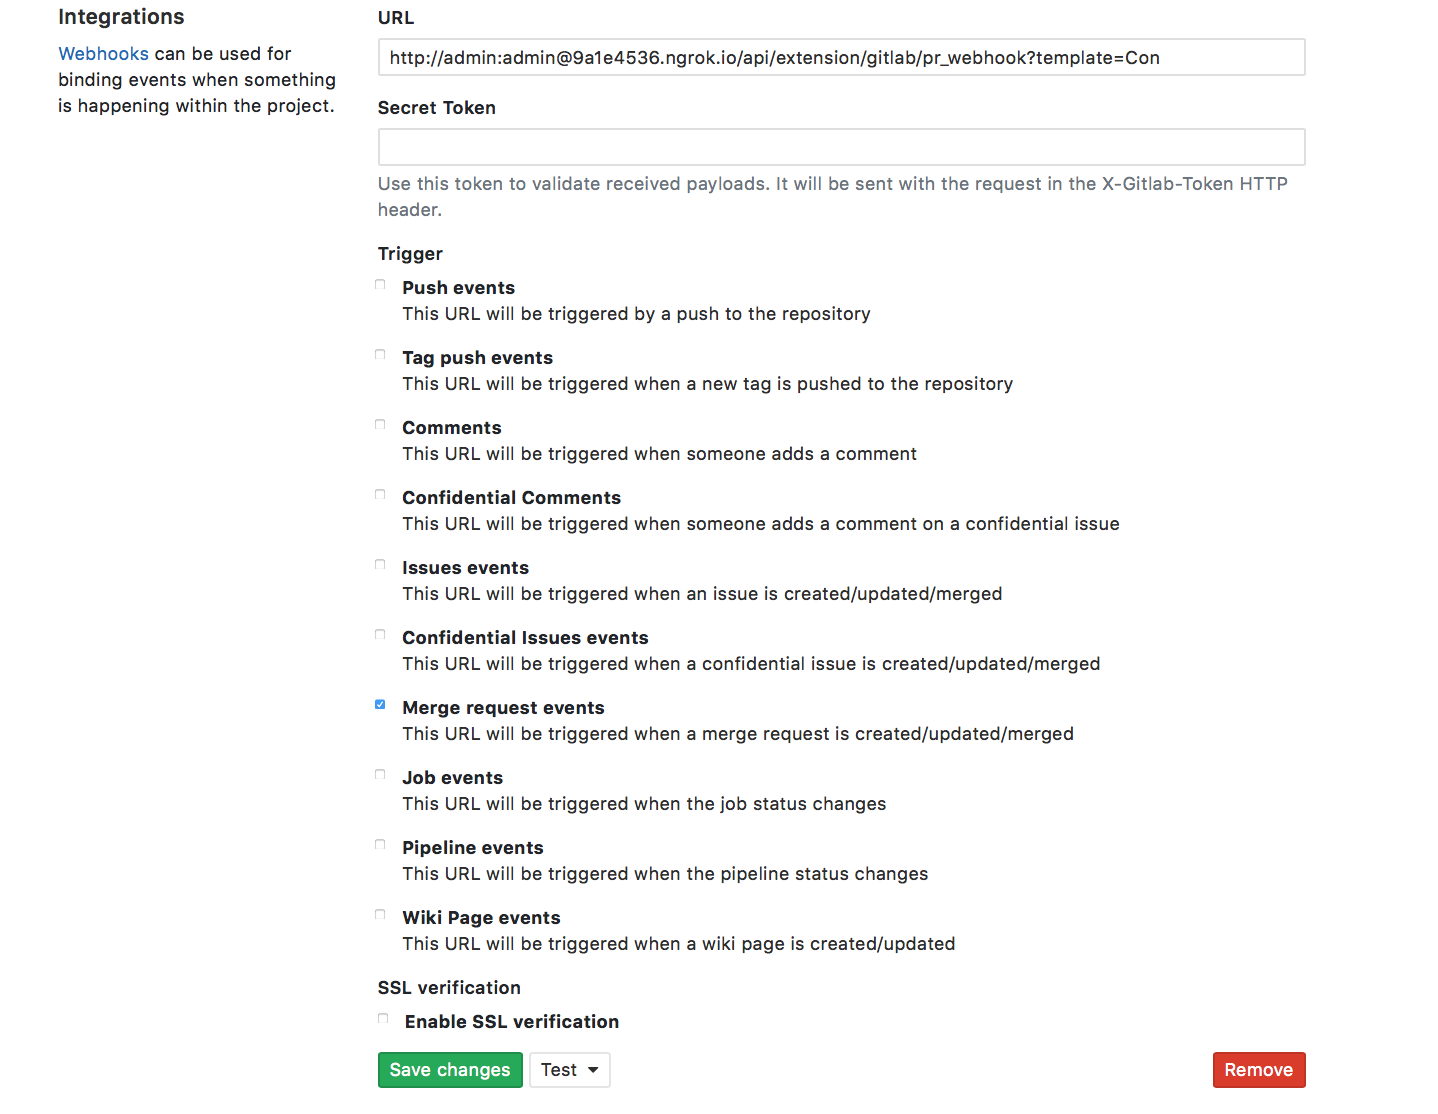 Integrations
Webhooks can be used for
binding events when something
is happening within the project.
URL
http://admin:admin@9a1e4536.ngrok.io/api/extension/gitlab/pr_webhook?template=Con
Secret Token
Use this token to validate received payloads. It will be sent with the request in the X-Gitlab-Token HTTP
header.
Trigger
Push events
This URL will be triggered by a push to the repository
Tag push events
This URL will be triggered when a new tag is pushed to the repository
Comments
This URL will be triggered when someone adds a comment
Confidential Comments
This URL will be triggered when someone adds a comment on a confidential issue
Issues events
This URL will be triggered when an issue is created/updated/merged
Confidential Issues events
This URL will be triggered when a confidential issue is created/updated/merged
Merge request events
This URL will be triggered when a merge request is created/updated/merged
Job events
This URL will be triggered when the job status changes
Pipeline events
This URL will be triggered when the pipeline status changes
Wiki Page events
This URL will be triggered when a wiki page is created/updated
SSL verification
Enable SSL verification
Save changes
Test
Remove